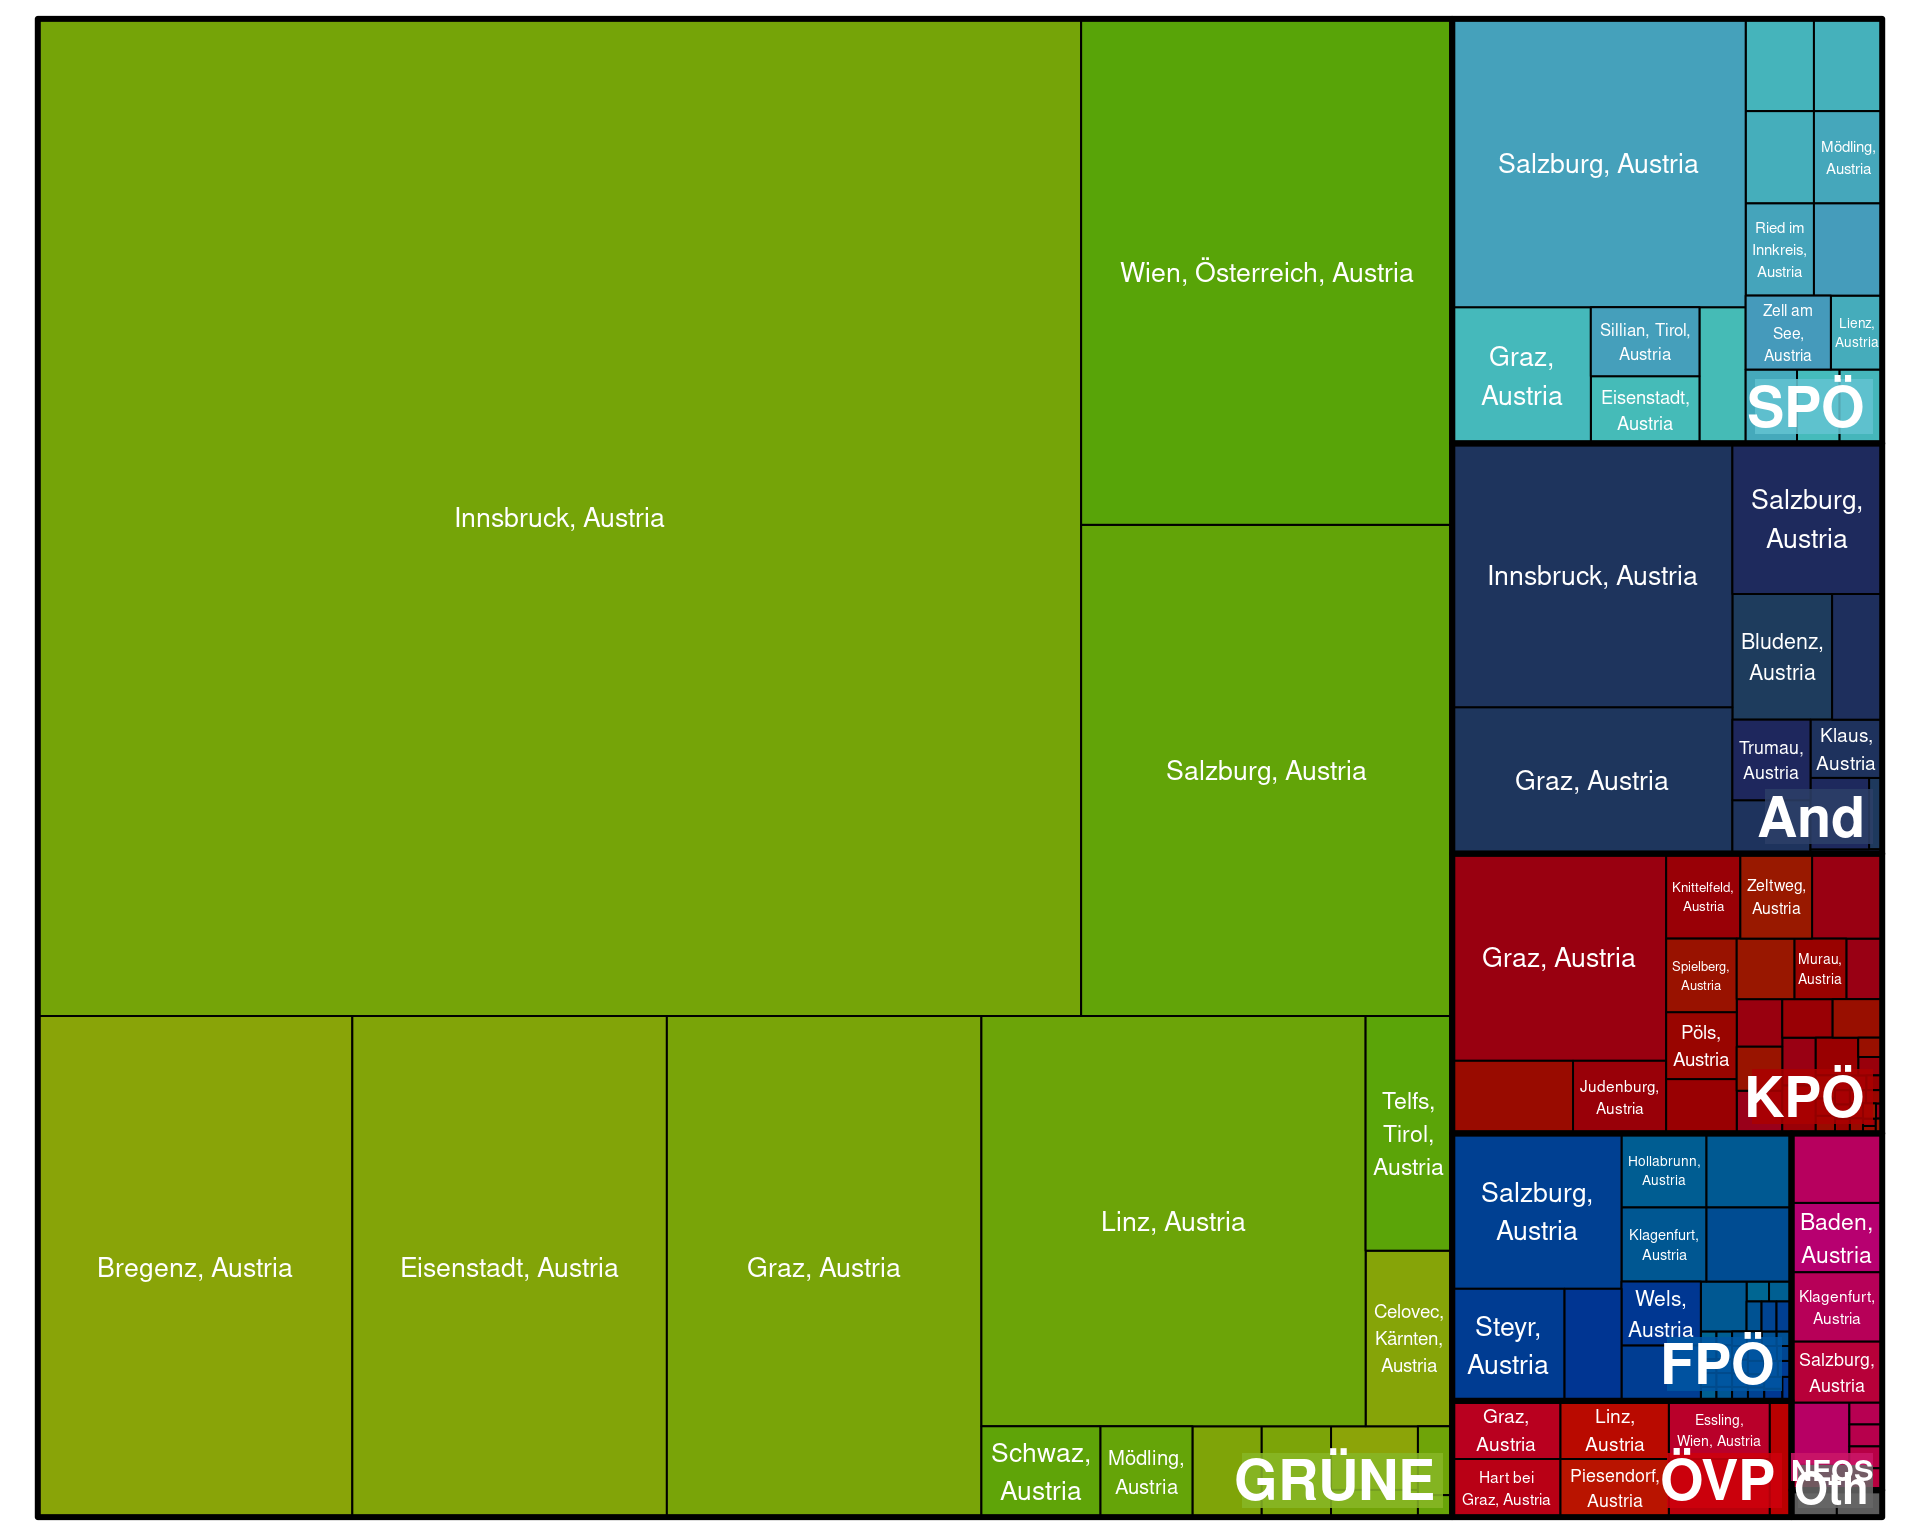 Innsbruck, Austria
Wien, Österreich, Austria
Salzburg, Austria
Bregenz, Austria
Eisenstadt, Austria
Graz, Austria
Linz, Austria
Telfs,
Tirol,
Austria
Celovec,
Kärnten,
Austria
Schwaz,
Austria
Mödling,
Austria
GRÜNE
Salzburg, Austria
Mödling,
Austria
Ried im
Innkreis,
Austria
Zell am
See,
Austria
Lienz,
Austria
Graz,
Austria
Sillian, Tirol,
Austria
Eisenstadt,
Austria
SPÖ
Innsbruck, Austria
Salzburg,
Austria
Bludenz,
Austria
Graz, Austria
Trumau,
Austria
Klaus,
Austria
And
Graz, Austria
Knittelfeld,
Austria
Zeltweg,
Austria
Spielberg,
Austria
Murau,
Austria
Pöls,
Austria
Judenburg,
Austria
KPÖ
Salzburg,
Austria
Hollabrunn,
Austria
Klagenfurt,
Austria
Steyr,
Austria
Wels,
Austria
FPÖ
Baden,
Austria
Klagenfurt,
Austria
Salzburg,
Austria
NEOS
Oth
Graz,
Austria
Linz,
Austria
Essling,
Wien, Austria
Hart bei
Graz, Austria
Piesendorf,
Austria
ÖVP